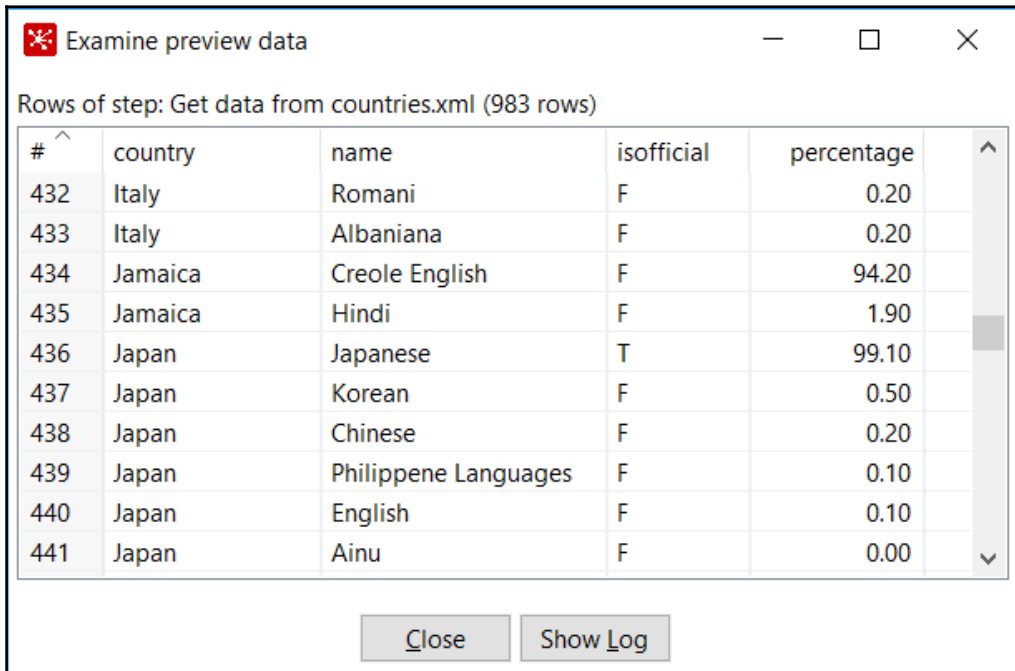 Examine preview data
Rows of step: Get data from countries.xml (983 rows)
# country name isofficial percentage
432 Italy Romani F 0.20
433 Italy Albaniana F 0.20
434 Jamaica Creole English F 94.20
435 Jamaica Hindi F 1.90
436 Japan Japanese T 99.10
437 Japan Korean F 0.50
438 Japan Chinese F 0.20
439 Japan Philippene Languages F 0.10
440 Japan English F 0.10
441 Japan Ainu F 0.00
Close Show Log